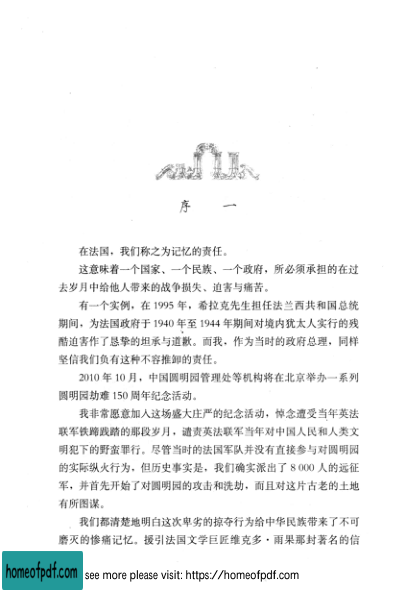 序 一
在法国，我们称之为记忆的责任。
这意味着一个国家、一个民族、一个政府，所必须承担的在过
去岁月中给他人带来的战争损失、迫害与痛苦。
有一个实例，在 1995 年，希拉克先生担任法兰西共和国总统
期间，为法国政府于 1940 年至 1944 年期间对境内犹太人实行的残
酷迫害作了恳挚的坦承与道歉。而我，作为当时的政府总理，同样
坚信我们负有这种不容推卸的责任。
2010 年 10 月，中国圆明园管理处等机构将在北京举办一系列
圆明园劫难 150 周年纪念活动。
我非常愿意加入这场盛大庄严的纪念活动，悼念遭受当年英法
联军铁蹄践踏的那段岁月，谴责英法联军当年对中国人民和人类文
明犯下的野蛮罪行。尽管当时的法国军队并没有直接参与对圆明园
的实际纵火行为，但历史事实是，我们确实派出了 8 000 人的远征
军，并首先开始了对圆明园的攻击和洗劫，而且对这片古老的土地
有所图谋。
我们都清楚地明白这次卑劣的掠夺行为给中华民族带来了不可
磨灭的惨痛记忆。援引法国文学巨匠维克多·雨果那封著名的信
homeofpdf.com
see more please visit: https://homeofpdf.com